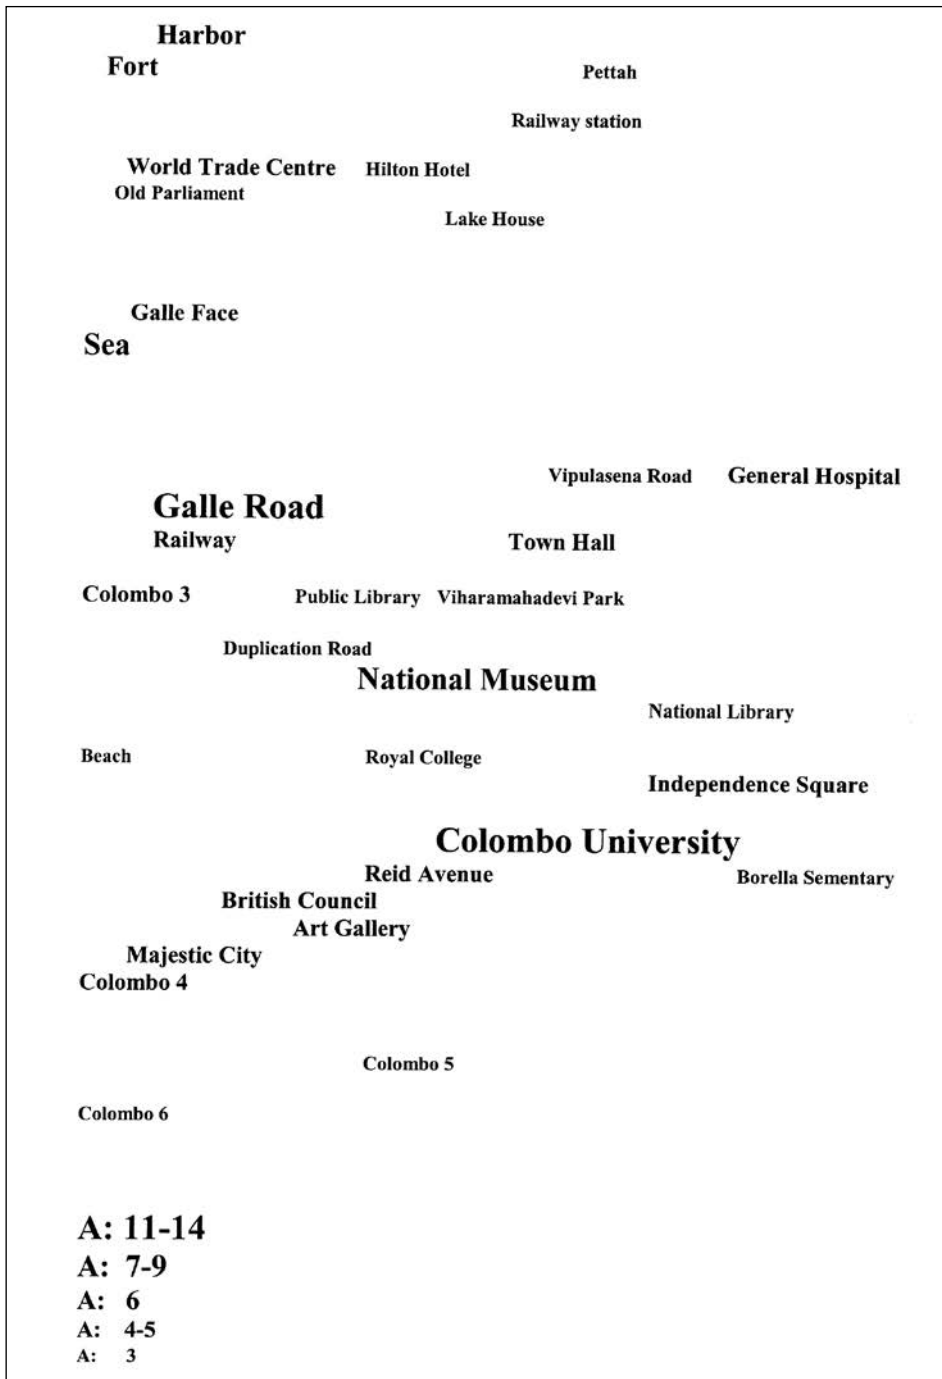 Harbor
Fort
Pettah
Railway station
World Trade Centre Hilton Hotel
Old Parliament
Lake House
Galle Face
Sea
Vipulasena Road General Hospital
Galle Road
Railway Town Hall
Colombo 3 Public Library Viharamahadevi Park
Duplication Road
National Museum
National Library
Beach Royal College
Independence Square
Colombo University
Reid Avenue Borella Sementary
British Council
Art Gallery
Majestic City
Colombo 4
Colombo 5
Colombo 6
A: 11-14
A: 7-9
A: 6
A: 4-5
A: 3